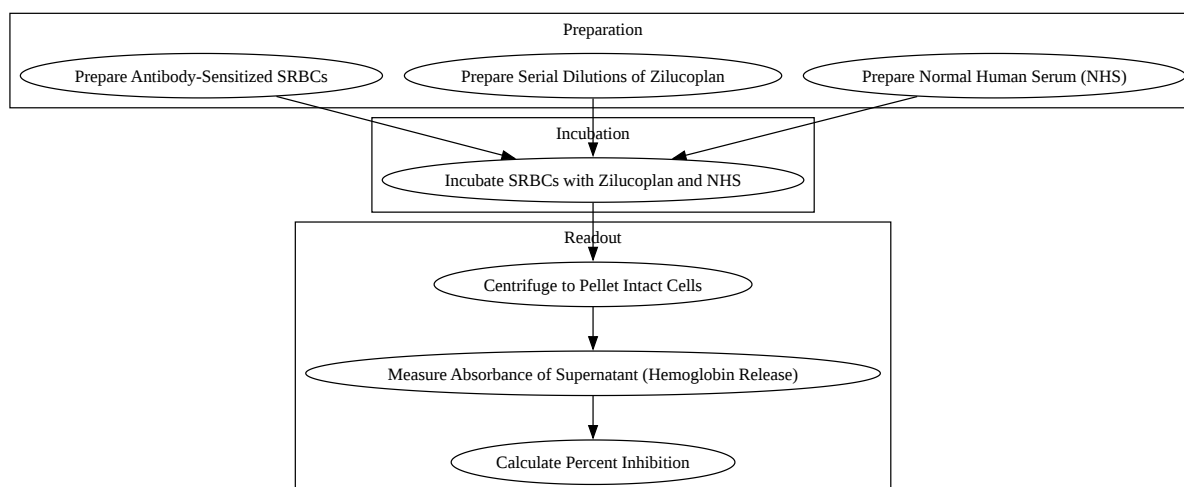 Preparation
Prepare Antibody-Sensitized SRBCs
Prepare Serial Dilutions of Zilucoplan
Prepare Normal Human Serum (NHS)
Incubation
Incubate SRBCs with Zilucoplan and NHS
Readout
Centrifuge to Pellet Intact Cells
Measure Absorbance of Supernatant (Hemoglobin Release)
Calculate Percent Inhibition